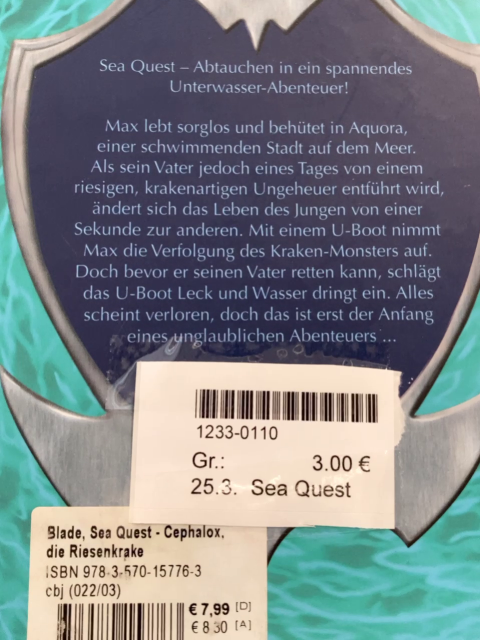 Sea Quest – Abtauchen in ein spannendes
Unterwasser-Abenteuer!
Max lebt sorglos und behütet in Aquora,
einer schwimmenden Stadt auf dem Meer.
Als sein Vater jedoch eines Tages von einem
riesigen, krakenartigen Ungeheuer entführt wird,
ändert sich das Leben des Jungen von einer
Sekunde zur anderen. Mit einem U-Boot nimmt
Max die Verfolgung des Kraken-Monsters auf.
Doch bevor er seinen Vater retten kann, schlägt
das U-Boot Leck und Wasser dringt ein. Alles
scheint verloren, doch das ist erst der Anfang
eines unglaublichen Abenteuers ...
1233-0110
Gr.: 3.00 €
25.3. Sea Quest
Blade, Sea Quest - Cephalox,
die Riesenkrake
ISBN 978-3-570-15776-3
cbj (022/03)
€ 7,99 [D]
€ 8,30 [A]